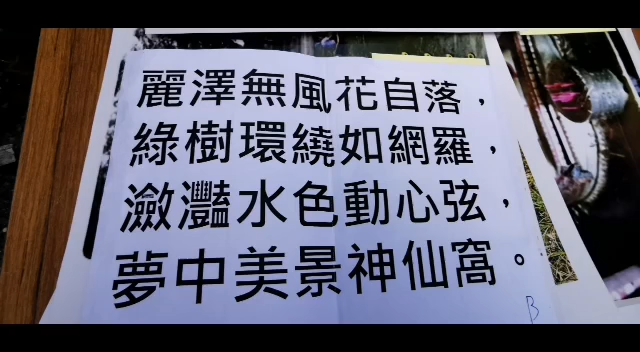 麗澤無風花自落，
綠樹環繞如網羅，
瀲灩水色動心弦，
夢中美景神仙窩。
B